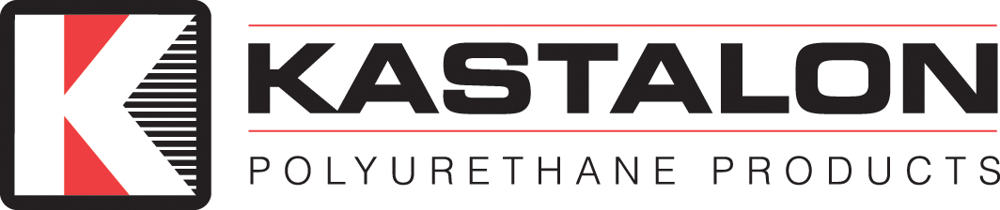 K
KASTALON
POLYURETHANE PRODUCTS